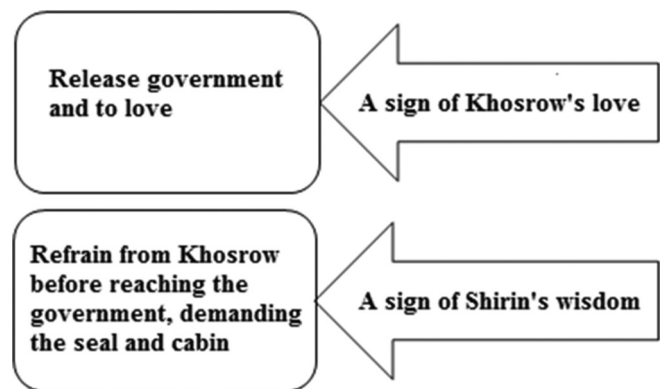 Release government
and to love
A sign of Khosrow's love
Refrain from Khosrow
before reaching the
government, demanding
the seal and cabin
A sign of Shirin's wisdom